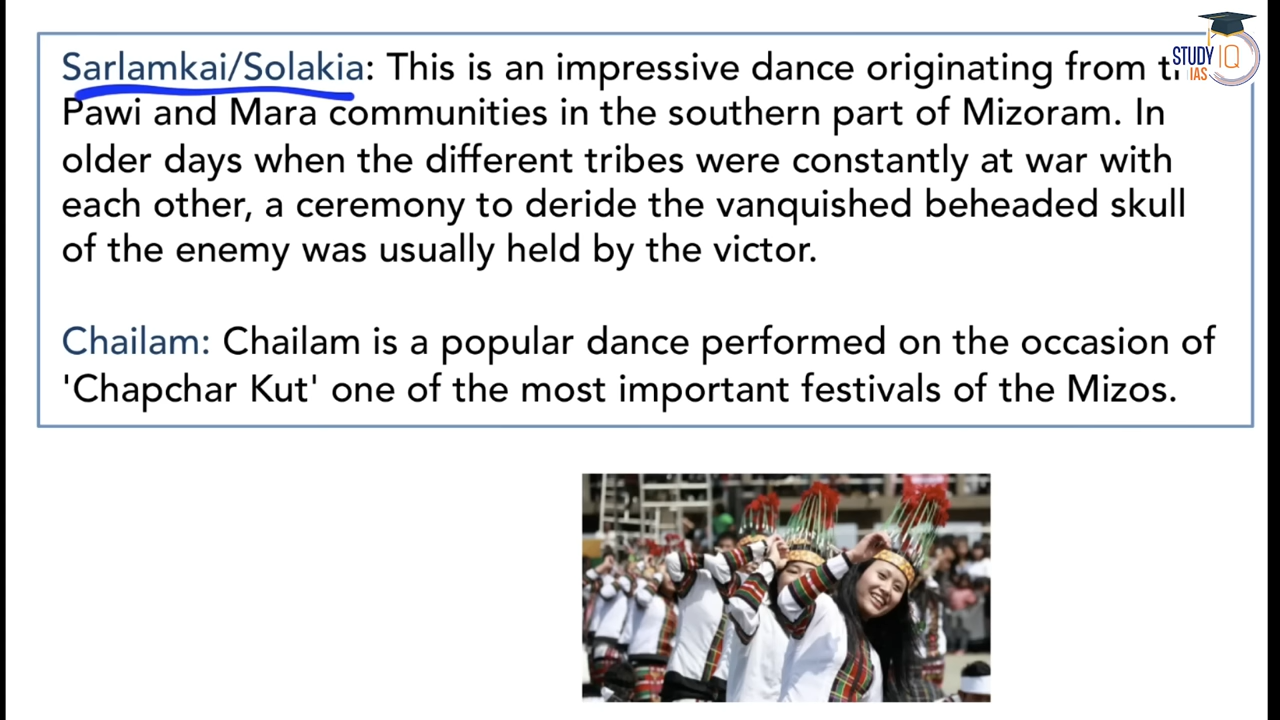 Sarlamkai/Solakia: This is an impressive dance originating from
Pawi and Mara communities in the southern part of Mizoram. In
older days when the different tribes were constantly at war with
each other, a ceremony to deride the vanquished beheaded skull
of the enemy was usually held by the victor.
Chailam: Chailam is a popular dance performed on the occasion of
'Chapchar Kut' one of the most important festivals of the Mizos.
STUDY IQ
IAS